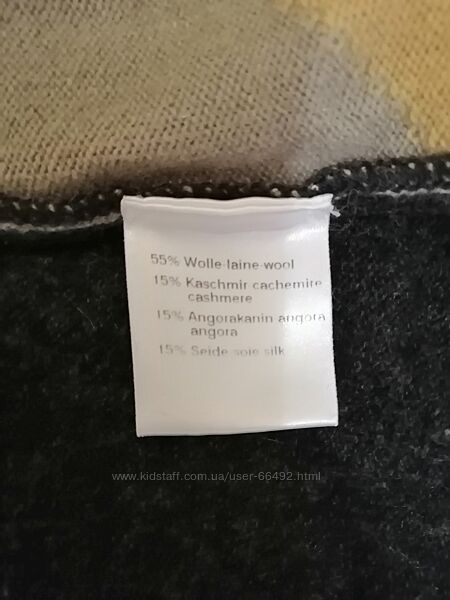 55% Wolle laine wool
15% Kaschmir cachemire
cashmere
15% Angorakanin angora
angora
15% Seide soie silk
www.kidstaff.com.ua/user-66492.html